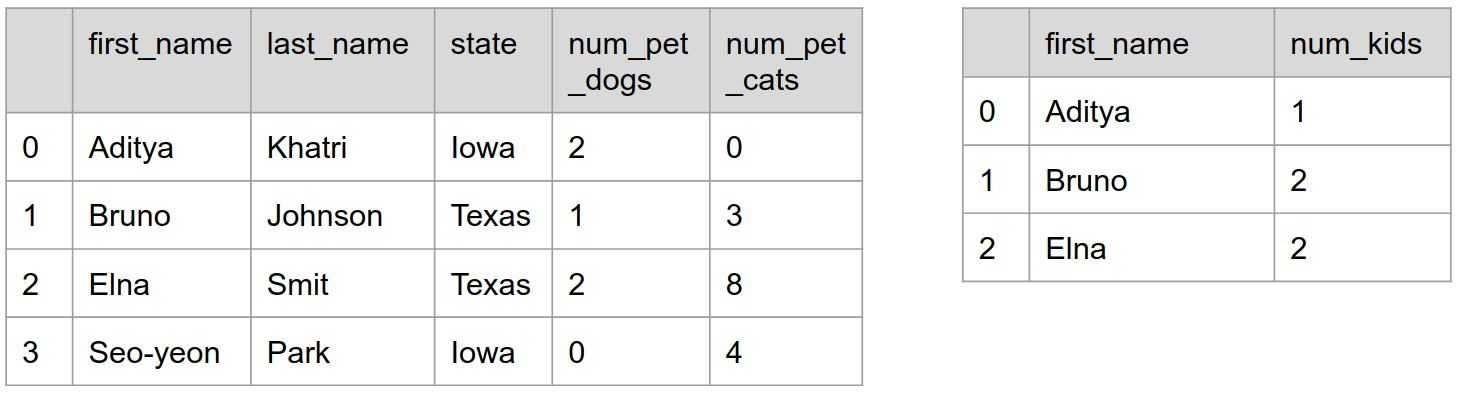 first_name last_name state num_pet_dogs num_pet_cats
0 Aditya Khatri Iowa 2 0
1 Bruno Johnson Texas 1 3
2 Elna Smit Texas 2 8
3 Seo-yeon Park Iowa 0 4
first_name num_kids
0 Aditya 1
1 Bruno 2
2 Elna 2